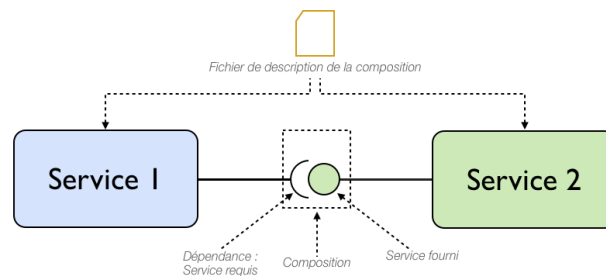 Fichier de description de la composition
Service 1
Service 2
Dépendance :
Service requis
Composition
Service fourni